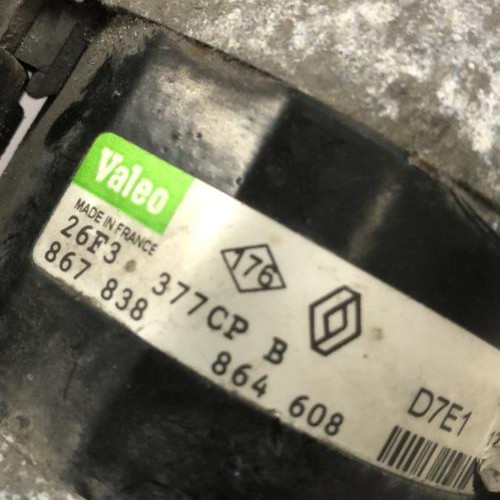 Valeo
MADE IN FRANCE
176
26F3 377CP B
867 838 864 608
D7E1